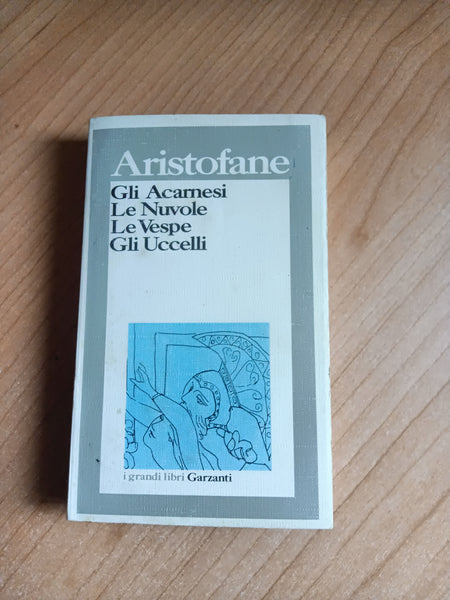 Aristofane
Gli Acarnesi
Le Nuvole
Le Vespe
Gli Uccelli
i grandi libri Garzanti